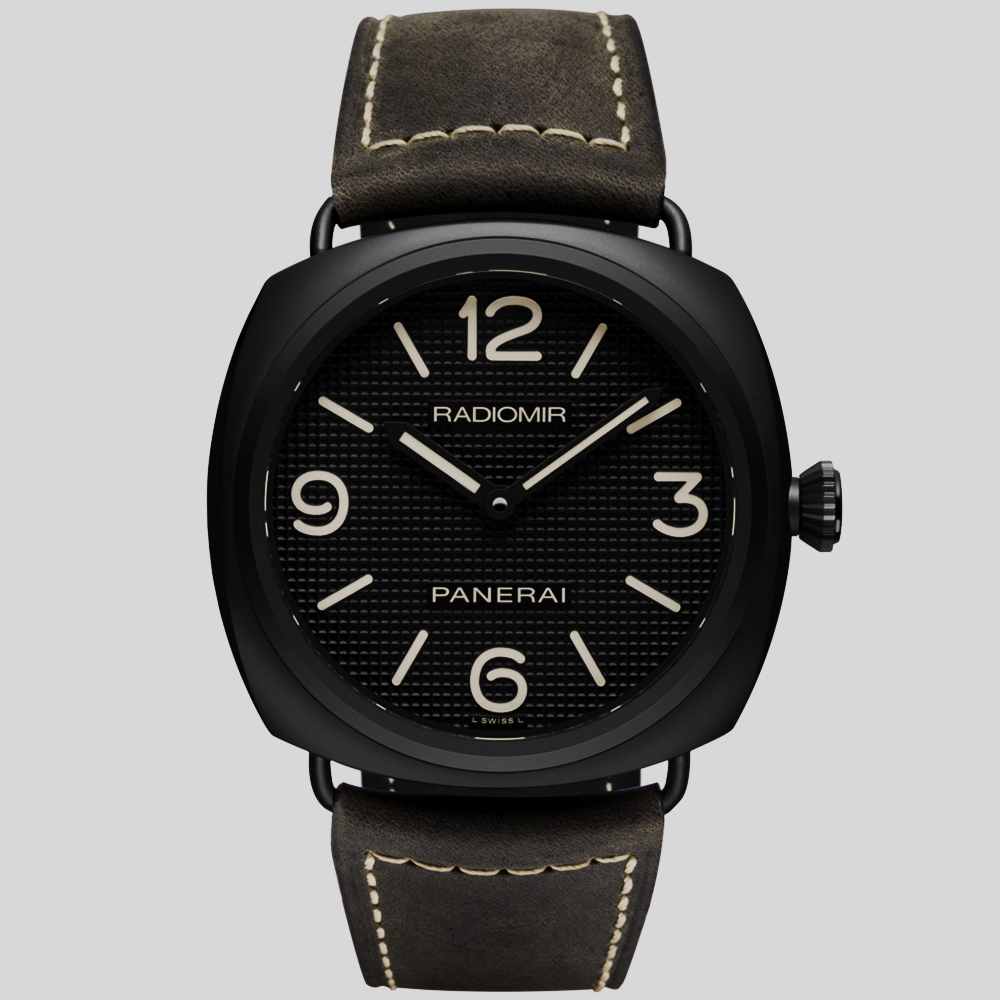 12
RADIOMIR
9 3
PANERAI
6
L SWISS L